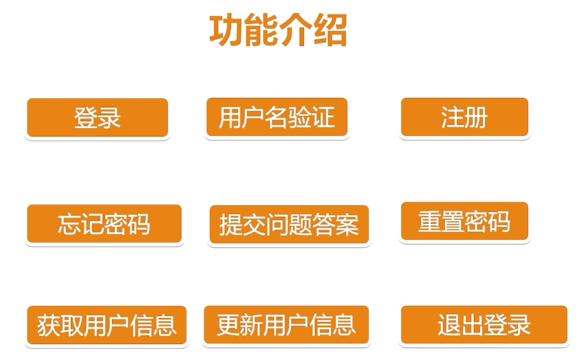 功能介绍
登录
用户名验证
注册
忘记密码
提交问题答案
重置密码
获取用户信息
更新用户信息
退出登录